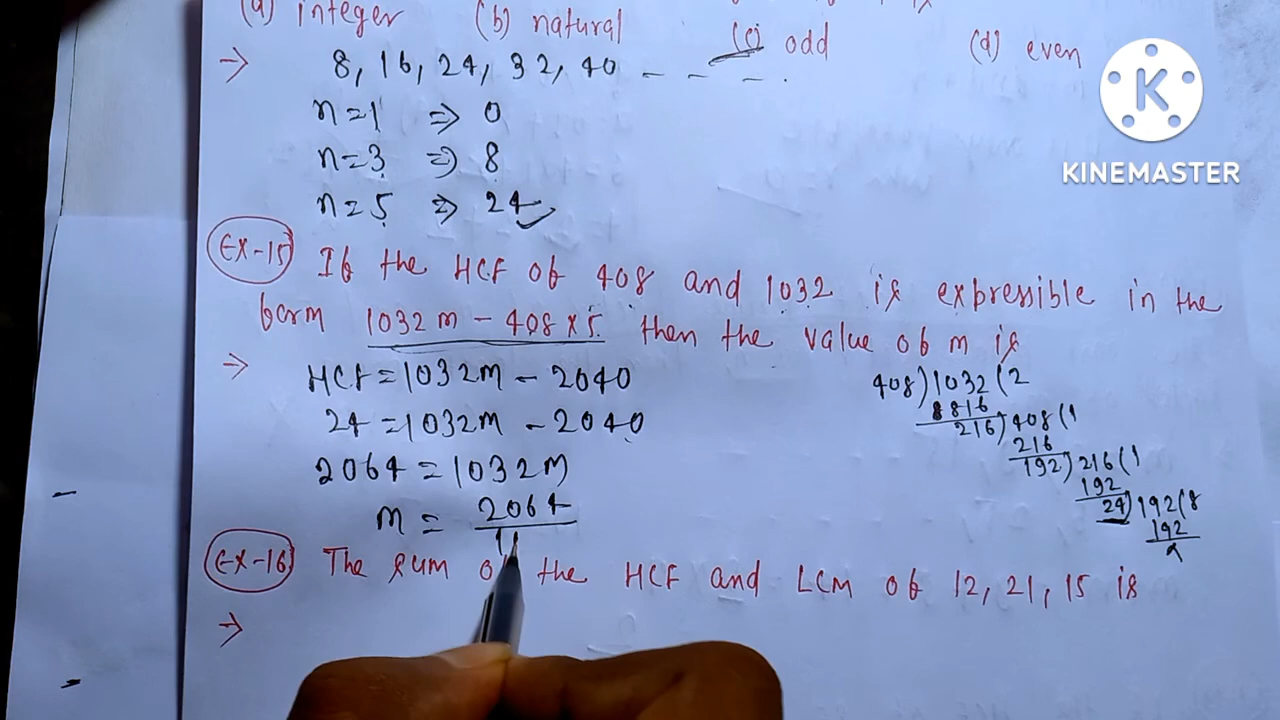 (a) integer (b) natural (c) odd (d) even
→ 8, 16, 24, 32, 40 - - - .
n=1 ⇒ 0
n=3 ⇒ 8
n=5 ⇒ 24
KINEMASTER
Ex-15 If the HCF of 408 and 1032 is expressible in the
form 1032m - 408×5 then the value of m is
→ HCF = 1032m - 2040
24 = 1032m - 2040
2064 = 1032m
m = 2064
408)1032(2
816
216)408(1
216
192)216(1
192
24)192(8
192
Ex-16 The sum of the HCF and LCM of 12, 21, 15 is
→